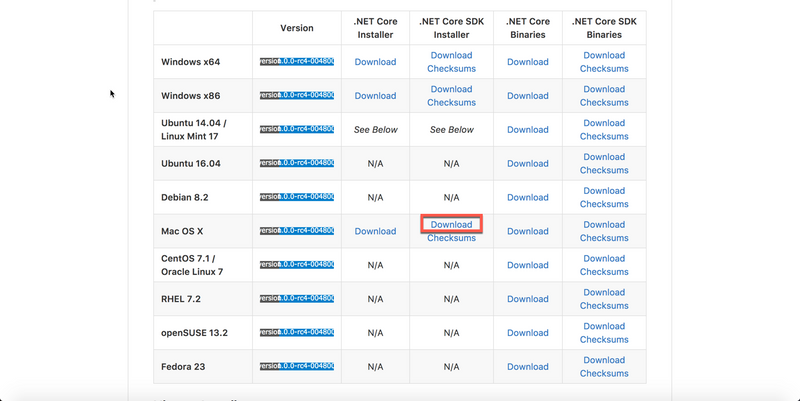 Version
.NET Core Installer
.NET Core SDK Installer
.NET Core Binaries
.NET Core SDK Binaries
Windows x64
version 1.0.0-rc4-004800
Download
Download
Checksums
Download
Download
Checksums
Windows x86
version 1.0.0-rc4-004800
Download
Download
Checksums
Download
Download
Checksums
Ubuntu 14.04 /
Linux Mint 17
version 1.0.0-rc4-004800
See Below
See Below
Download
Download
Checksums
Ubuntu 16.04
version 1.0.0-rc4-004800
N/A
N/A
Download
Download
Checksums
Debian 8.2
version 1.0.0-rc4-004800
N/A
N/A
Download
Download
Checksums
Mac OS X
version 1.0.0-rc4-004800
Download
Download
Checksums
Download
Download
Checksums
CentOS 7.1 /
Oracle Linux 7
version 1.0.0-rc4-004800
N/A
N/A
Download
Download
Checksums
RHEL 7.2
version 1.0.0-rc4-004800
N/A
N/A
Download
Download
Checksums
openSUSE 13.2
version 1.0.0-rc4-004800
N/A
N/A
Download
Download
Checksums
Fedora 23
version 1.0.0-rc4-004800
N/A
N/A
Download
Download
Checksums